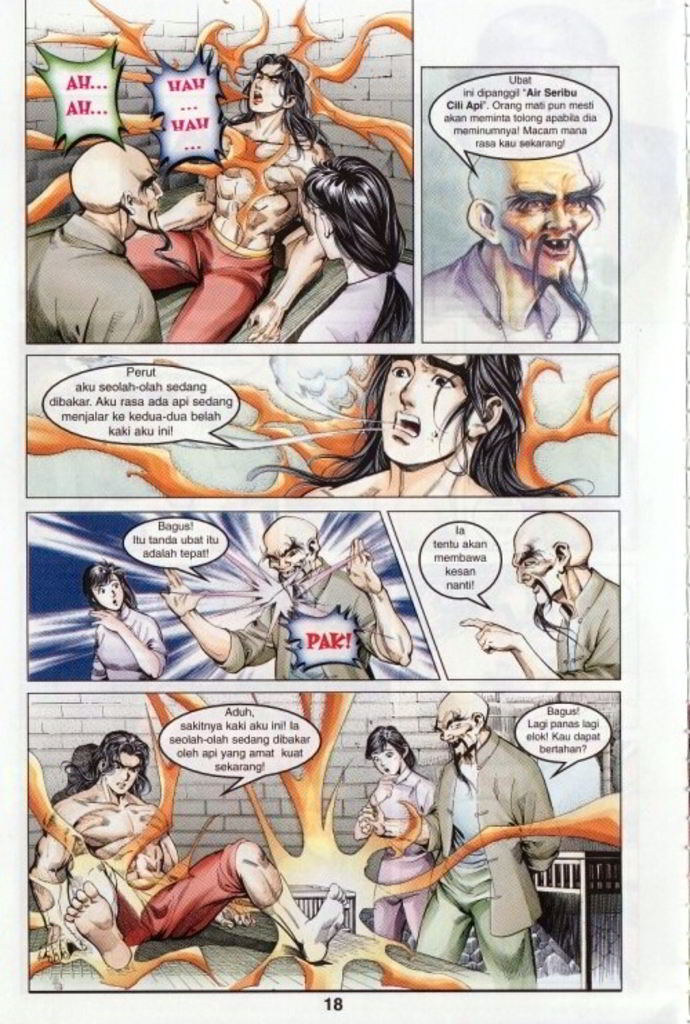 AH...
AH...
HAH
...
HAH
...
Ubat
ini dipanggil "Air Seribu
Cili Api". Orang mati pun mesti
akan meminta tolong apabila dia
meminumnya! Macam mana
rasa kau sekarang!
Perut
aku seolah-olah sedang
dibakar. Aku rasa ada api sedang
menjalar ke kedua-dua belah
kaki aku ini!
Bagus!
Itu tanda ubat itu
adalah tepat!
PAK!
Ia
tentu akan
membawa
kesan
nanti!
Aduh,
sakitnya kaki aku ini! Ia
seolah-olah sedang dibakar
oleh api yang amat kuat
sekarang!
Bagus!
Lagi panas lagi
elok! Kau dapat
bertahan?
18